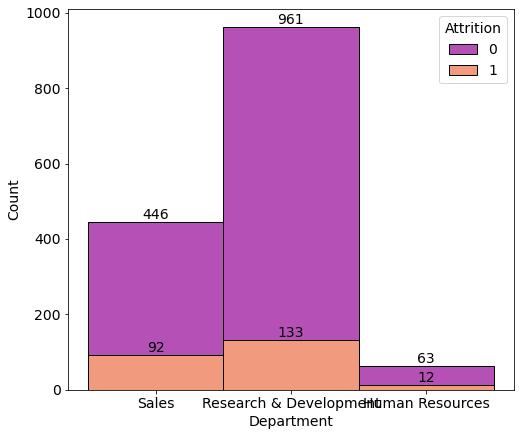 1000
800
600
400
200
0
Count
961
446
92
133
63
12
Attrition
0
1
Sales
Research & Development
Human Resources
Department